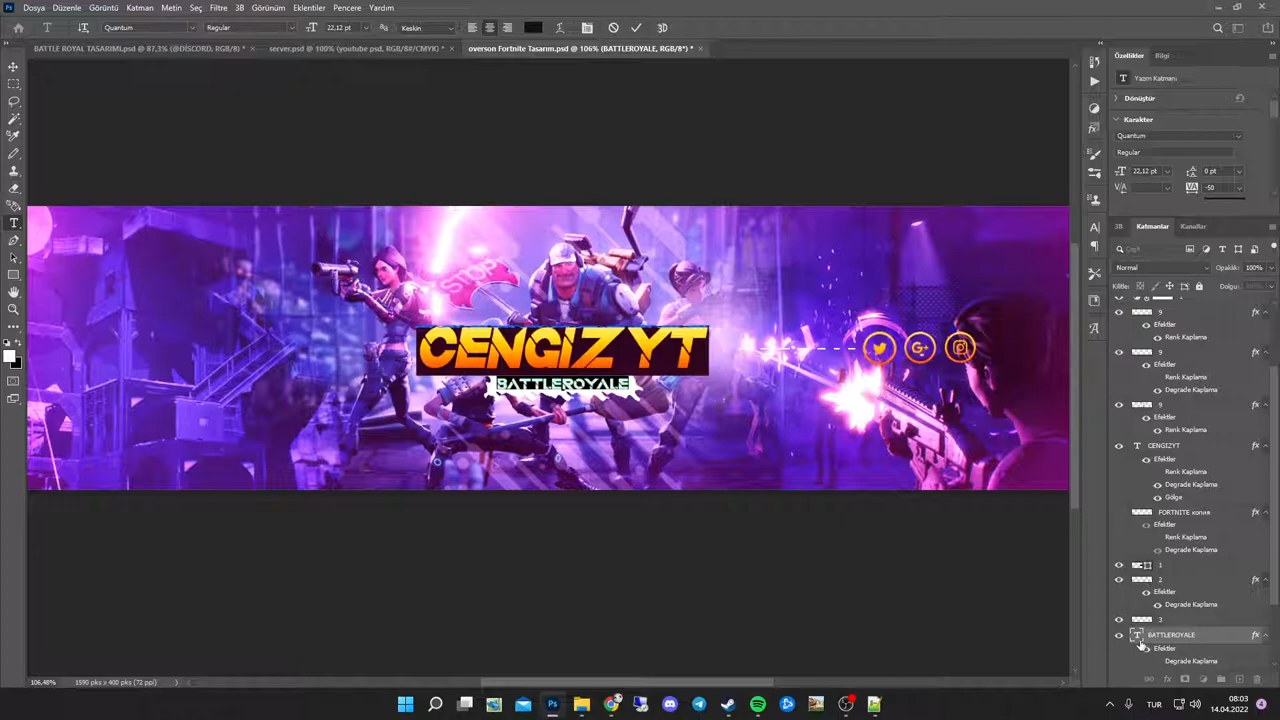 Dosya Düzenle Görüntü Katman Metin Seç Filtre 3B Görünüm Eklentiler Pencere Yardım
Quantum Regular 22,12 pt Keskin 3D
BATTLE ROYAL TASARIMI.psd @ 87,3% (@DİSCORD, RGB/8) * server.psd @ 100% (youtube psd, RGB/8#/CMYK) * overson Fortnite Tasarım.psd @ 106% (BATTLEROYALE, RGB/8*) *
Özellikler Bilgi
Yazım Katmanı
Dönüştür
Karakter
Quantum
Regular
22,12 pt 0 pt
-50
3B Katmanlar Kanallar
Normal Opaklık: 100%
Kilitle: Dolgu:
9
Efektler
Renk Kaplama
9
Efektler
Renk Kaplama
Degrade Kaplama
9
Efektler
Renk Kaplama
CENGIZYT
Efektler
Renk Kaplama
Degrade Kaplama
Gölge
FORTNITE копия
Efektler
Renk Kaplama
Degrade Kaplama
1
2
Efektler
Degrade Kaplama
3
BATTLEROYALE
Efektler
Degrade Kaplama
STOP
CENGIZ YT
BATTLEROYALE
106,48% 1590 pks x 400 pks (72 ppi)
TUR 08:03
14.04.2022